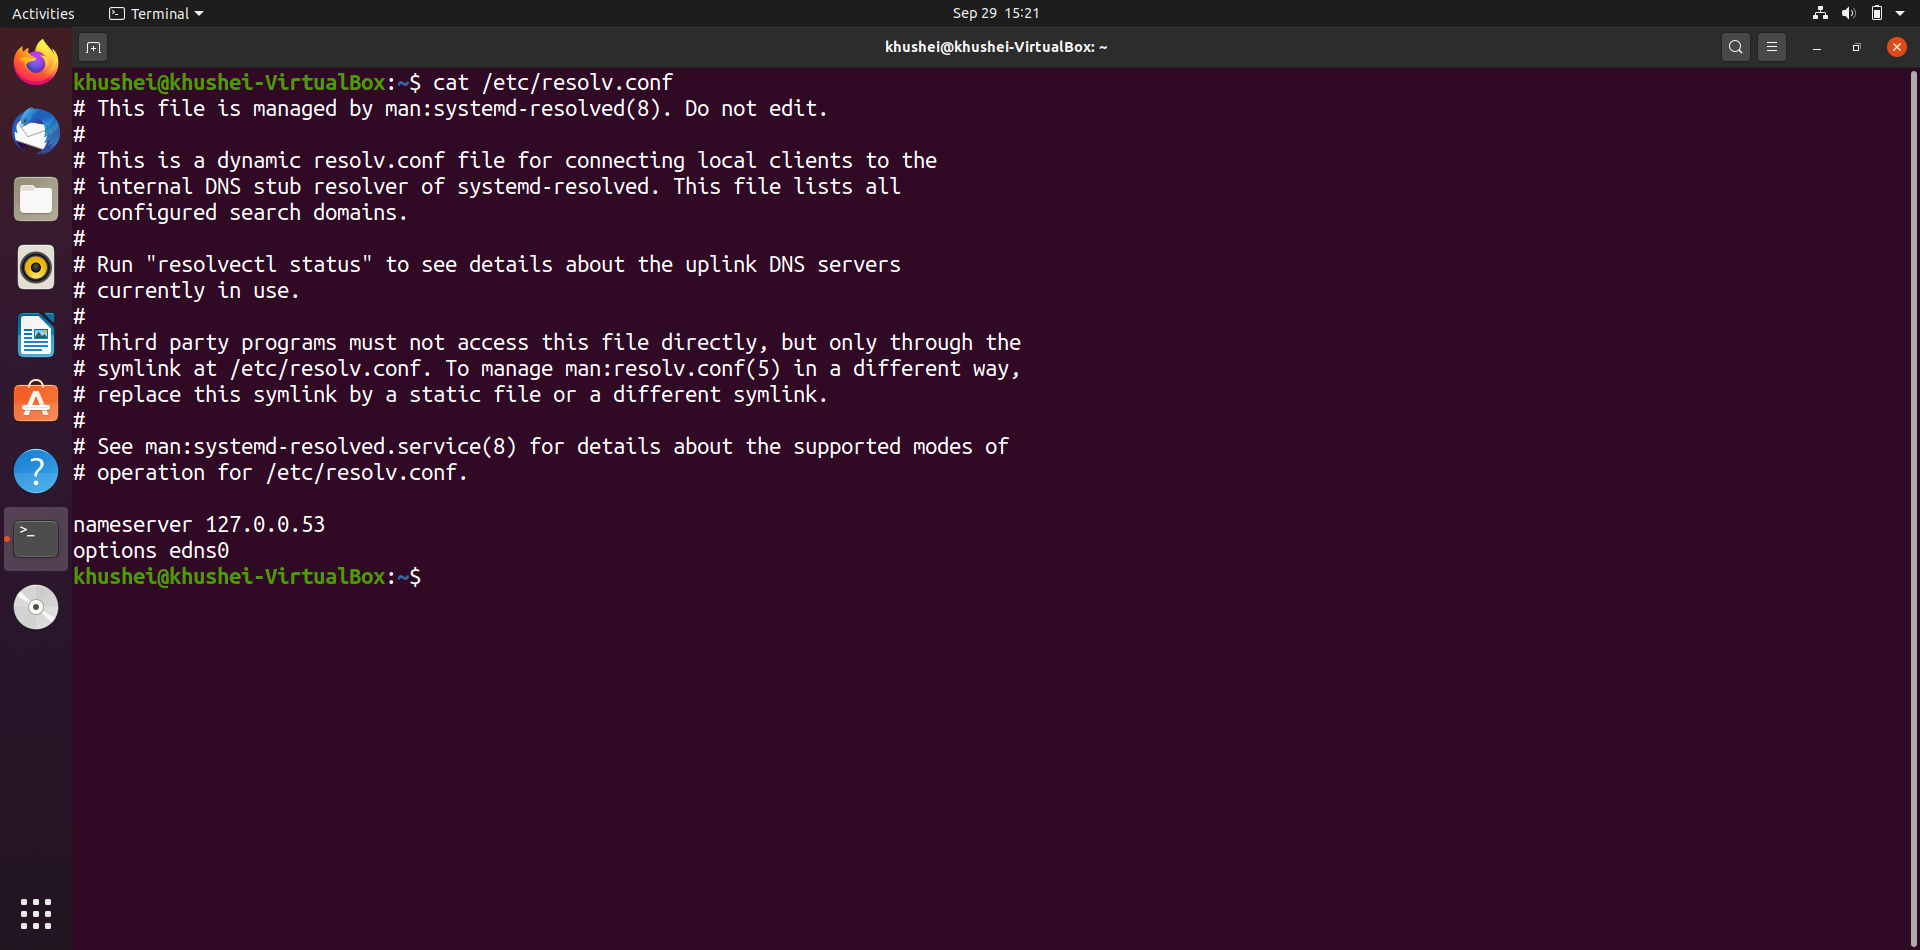 Activities
Terminal
Sep 29 15:21
khushei@khushei-VirtualBox: ~
khushei@khushei-VirtualBox:~$ cat /etc/resolv.conf
# This file is managed by man:systemd-resolved(8). Do not edit.
#
# This is a dynamic resolv.conf file for connecting local clients to the
# internal DNS stub resolver of systemd-resolved. This file lists all
# configured search domains.
#
# Run "resolvectl status" to see details about the uplink DNS servers
# currently in use.
#
# Third party programs must not access this file directly, but only through the
# symlink at /etc/resolv.conf. To manage man:resolv.conf(5) in a different way,
# replace this symlink by a static file or a different symlink.
#
# See man:systemd-resolved.service(8) for details about the supported modes of
# operation for /etc/resolv.conf.
nameserver 127.0.0.53
options edns0
khushei@khushei-VirtualBox:~$